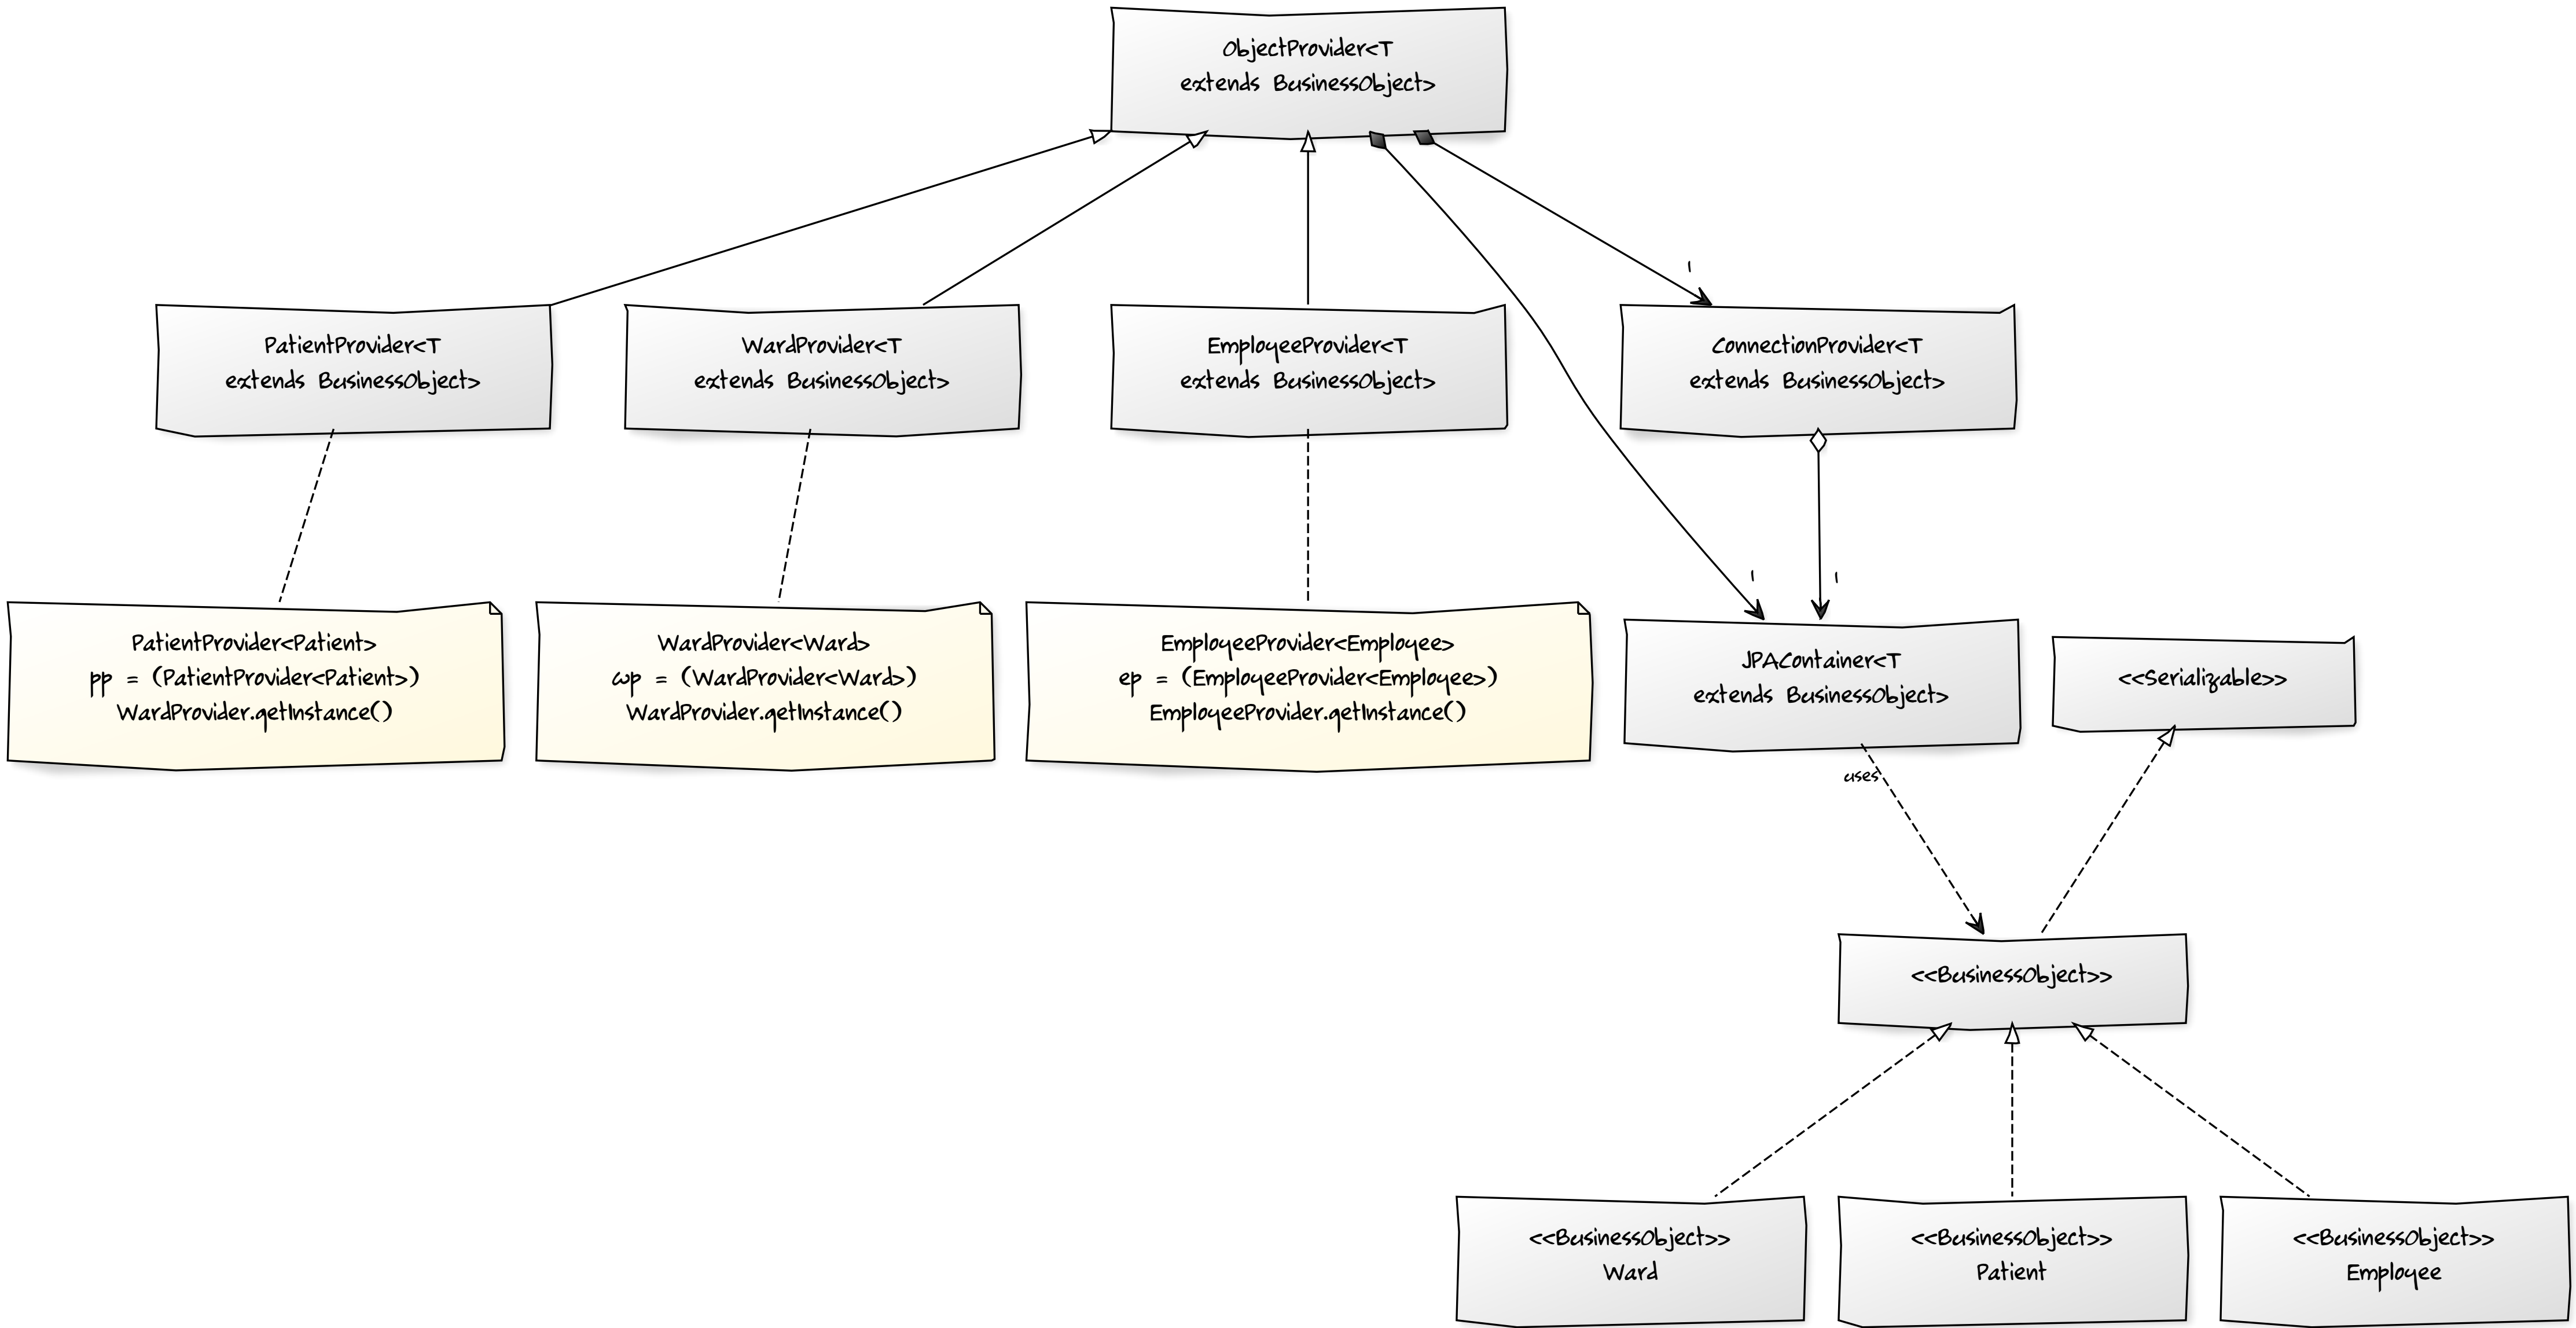 ObjectProvider<T
extends BusinessObject>
1
PatientProvider<T
extends BusinessObject>
WardProvider<T
extends BusinessObject>
EmployeeProvider<T
extends BusinessObject>
ConnectionProvider<T
extends BusinessObject>
1
1
PatientProvider<Patient>
pp = (PatientProvider<Patient>)
WardProvider.getInstance()
WardProvider<Ward>
wp = (WardProvider<Ward>)
WardProvider.getInstance()
EmployeeProvider<Employee>
ep = (EmployeeProvider<Employee>)
EmployeeProvider.getInstance()
JPAContainer<T
extends BusinessObject>
<<Serializable>>
uses
<<BusinessObject>>
<<BusinessObject>>
Ward
<<BusinessObject>>
Patient
<<BusinessObject>>
Employee